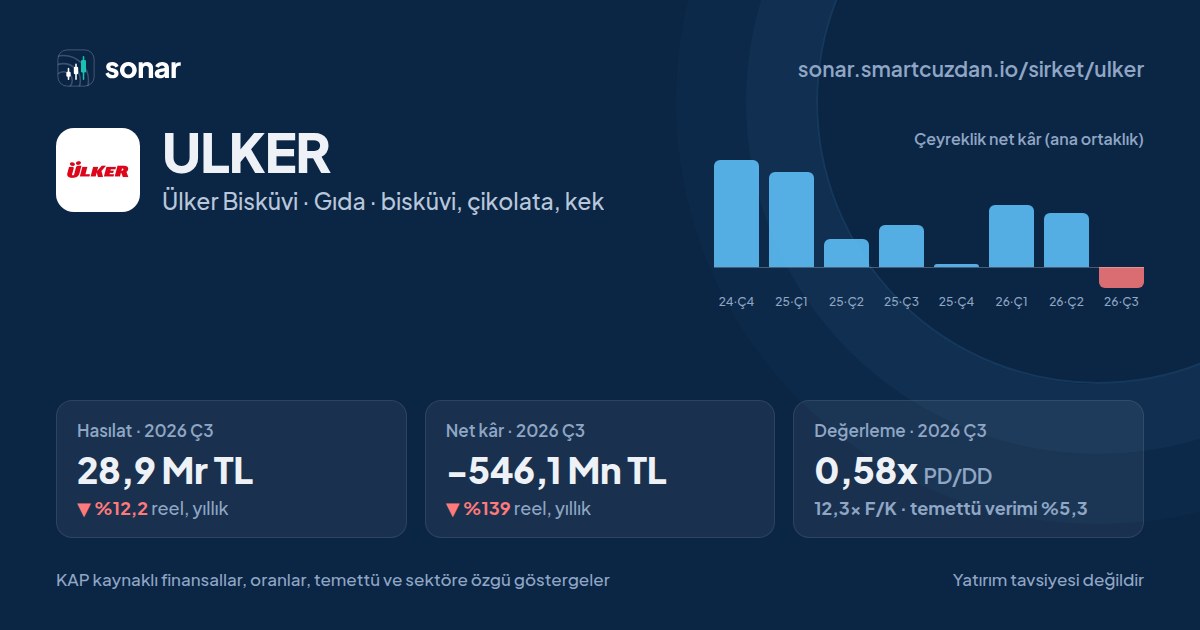 sonar
sonar.smartcuzdan.io/sirket/ulker
ÜLKER
ULKER
Ülker Bisküvi · Gıda · bisküvi, çikolata, kek
Çeyreklik net kâr (ana ortaklık)
24·Ç4 25·Ç1 25·Ç2 25·Ç3 25·Ç4 26·Ç1 26·Ç2 26·Ç3
Hasılat · 2026 Ç3
28,9 Mr TL
▼ %12,2 reel, yıllık
Net kâr · 2026 Ç3
−546,1 Mn TL
▼ %139 reel, yıllık
Değerleme · 2026 Ç3
0,58x PD/DD
12,3× F/K · temettü verimi %5,3
KAP kaynaklı finansallar, oranlar, temettü ve sektöre özgü göstergeler
Yatırım tavsiyesi değildir